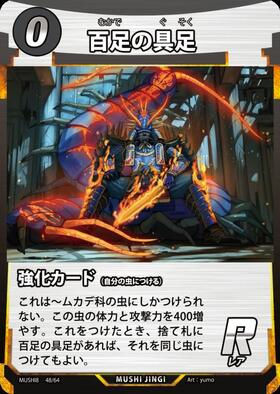 0
むかで ぐそく
百足の具足
強化カード (自分の虫につける)
これは～ムカデ科の虫にしかつけられ
ない。この虫の体力と攻撃力を400増
やす。これをつけたとき、捨て札に
百足の具足があれば、それを同じ虫に
つけてもよい。
R
レア
MUSHI8 48/64
MUSHI JINGI
Art : yumo